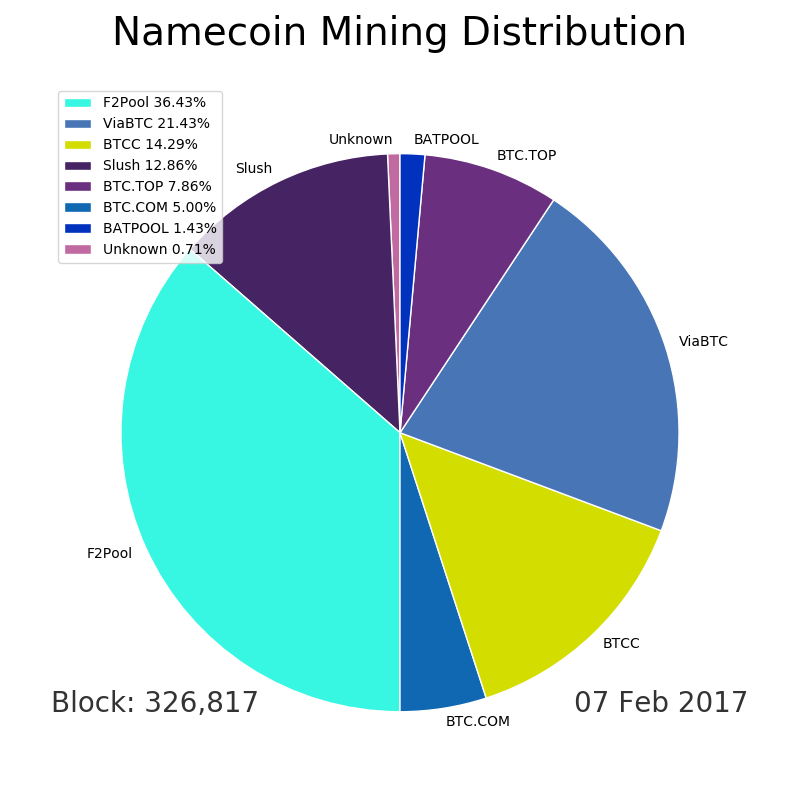 Namecoin Mining Distribution
F2Pool 36.43%
ViaBTC 21.43%
BTCC 14.29%
Slush 12.86%
BTC.TOP 7.86%
BTC.COM 5.00%
BATPOOL 1.43%
Unknown 0.71%
Unknown
BATPOOL
BTC.TOP
Slush
ViaBTC
F2Pool
BTCC
BTC.COM
Block: 326,817
07 Feb 2017